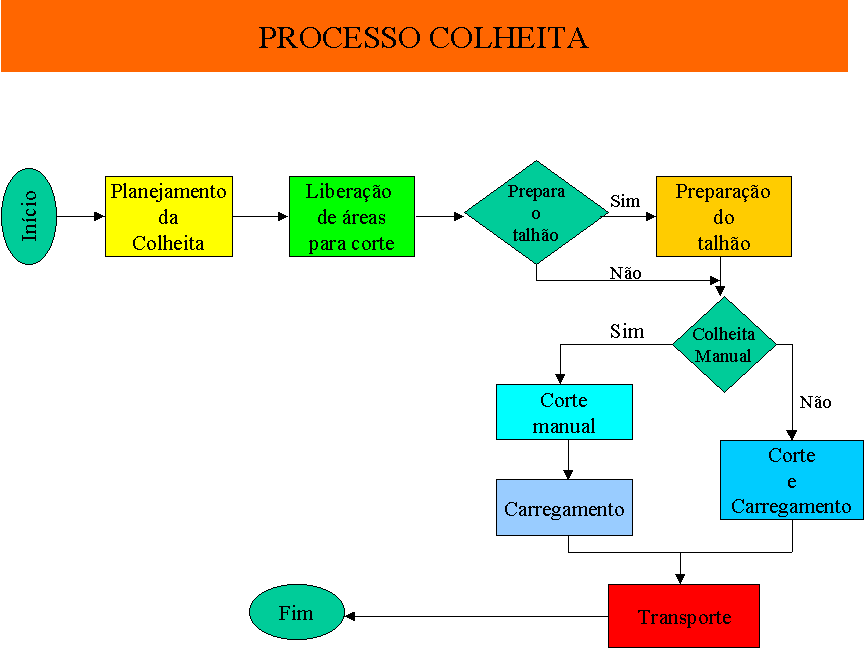 PROCESSO COLHEITA
Início
Planejamento
da
Colheita
Liberação
de áreas
para corte
Prepara
o
talhão
Sim
Preparação
do
talhão
Não
Colheita
Manual
Sim
Corte
manual
Não
Corte
e
Carregamento
Carregamento
Transporte
Fim